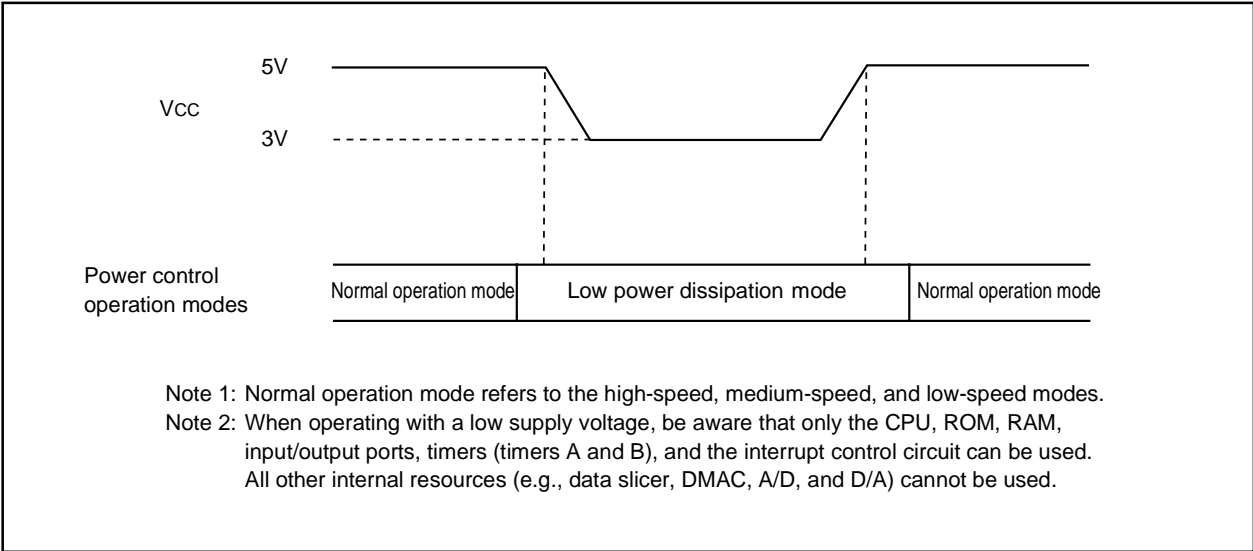 5V
VCC
3V
Power control
operation modes
Normal operation mode
Low power dissipation mode
Normal operation mode
Note 1: Normal operation mode refers to the high-speed, medium-speed, and low-speed modes.
Note 2: When operating with a low supply voltage, be aware that only the CPU, ROM, RAM,
input/output ports, timers (timers A and B), and the interrupt control circuit can be used.
All other internal resources (e.g., data slicer, DMAC, A/D, and D/A) cannot be used.